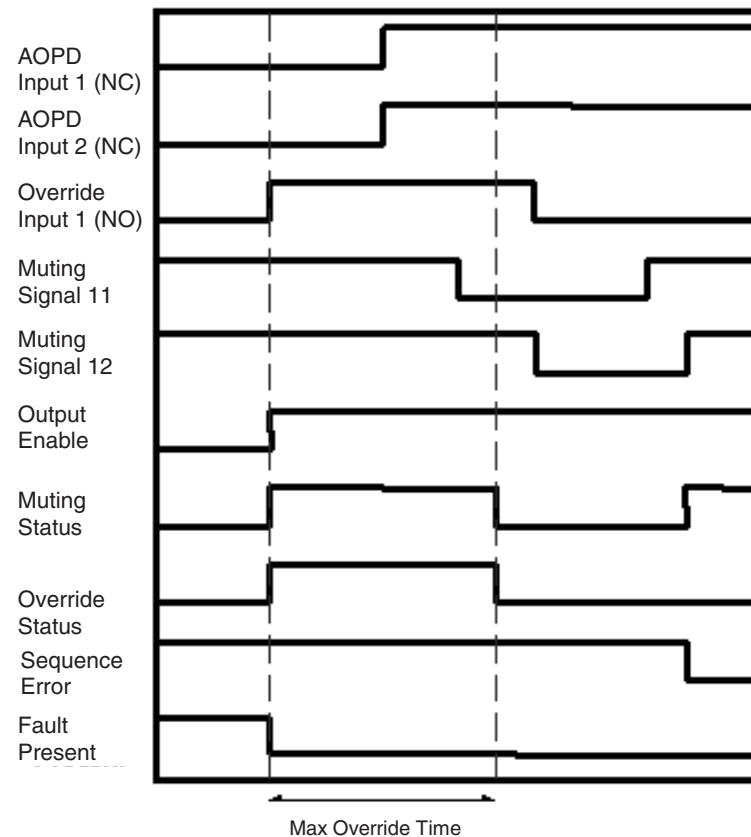 AOPD
Input 1 (NC)
AOPD
Input 2 (NC)
Override
Input 1 (NO)
Muting
Signal 11
Muting
Signal 12
Output
Enable
Muting
Status
Override
Status
Sequence
Error
Fault
Present
Max Override Time